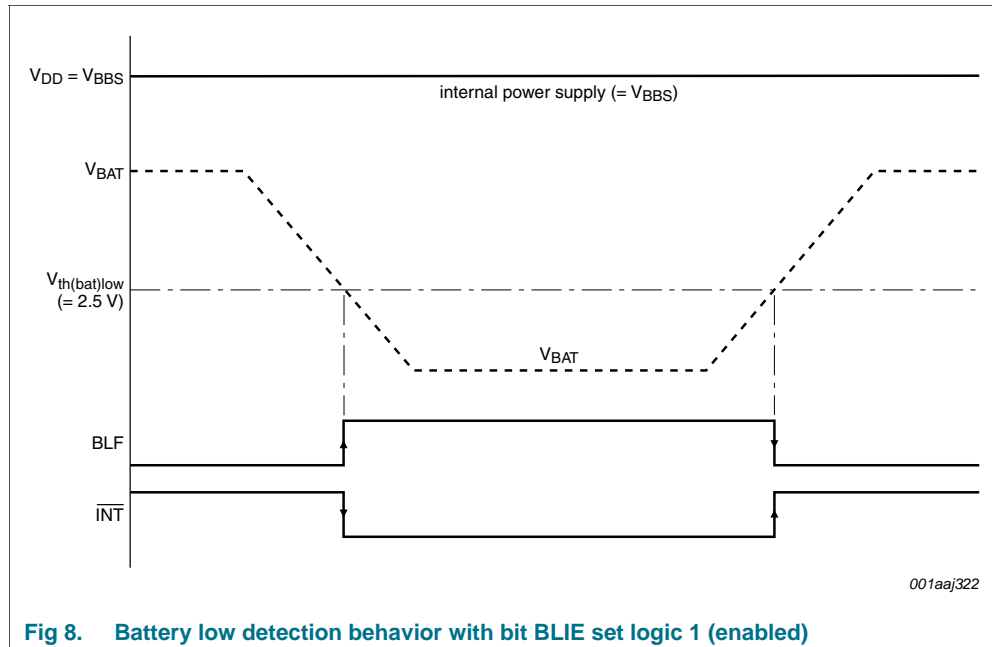 VDD = VBBS
internal power supply (= VBBS)
VBAT
Vth(bat)low
(= 2.5 V)
VBAT
BLF
INT
001aaj322
Fig 8. Battery low detection behavior with bit BLIE set logic 1 (enabled)